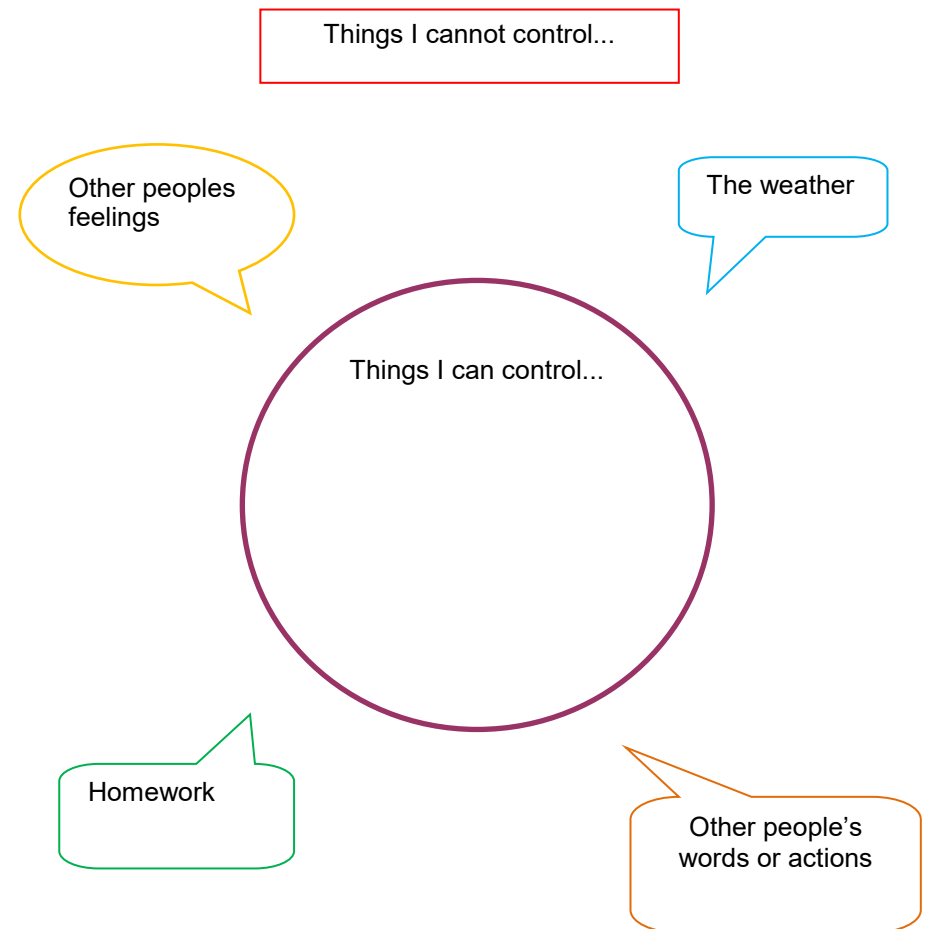 Things I cannot control...
Other peoples
feelings
The weather
Things I can control...
Homework
Other people’s
words or actions